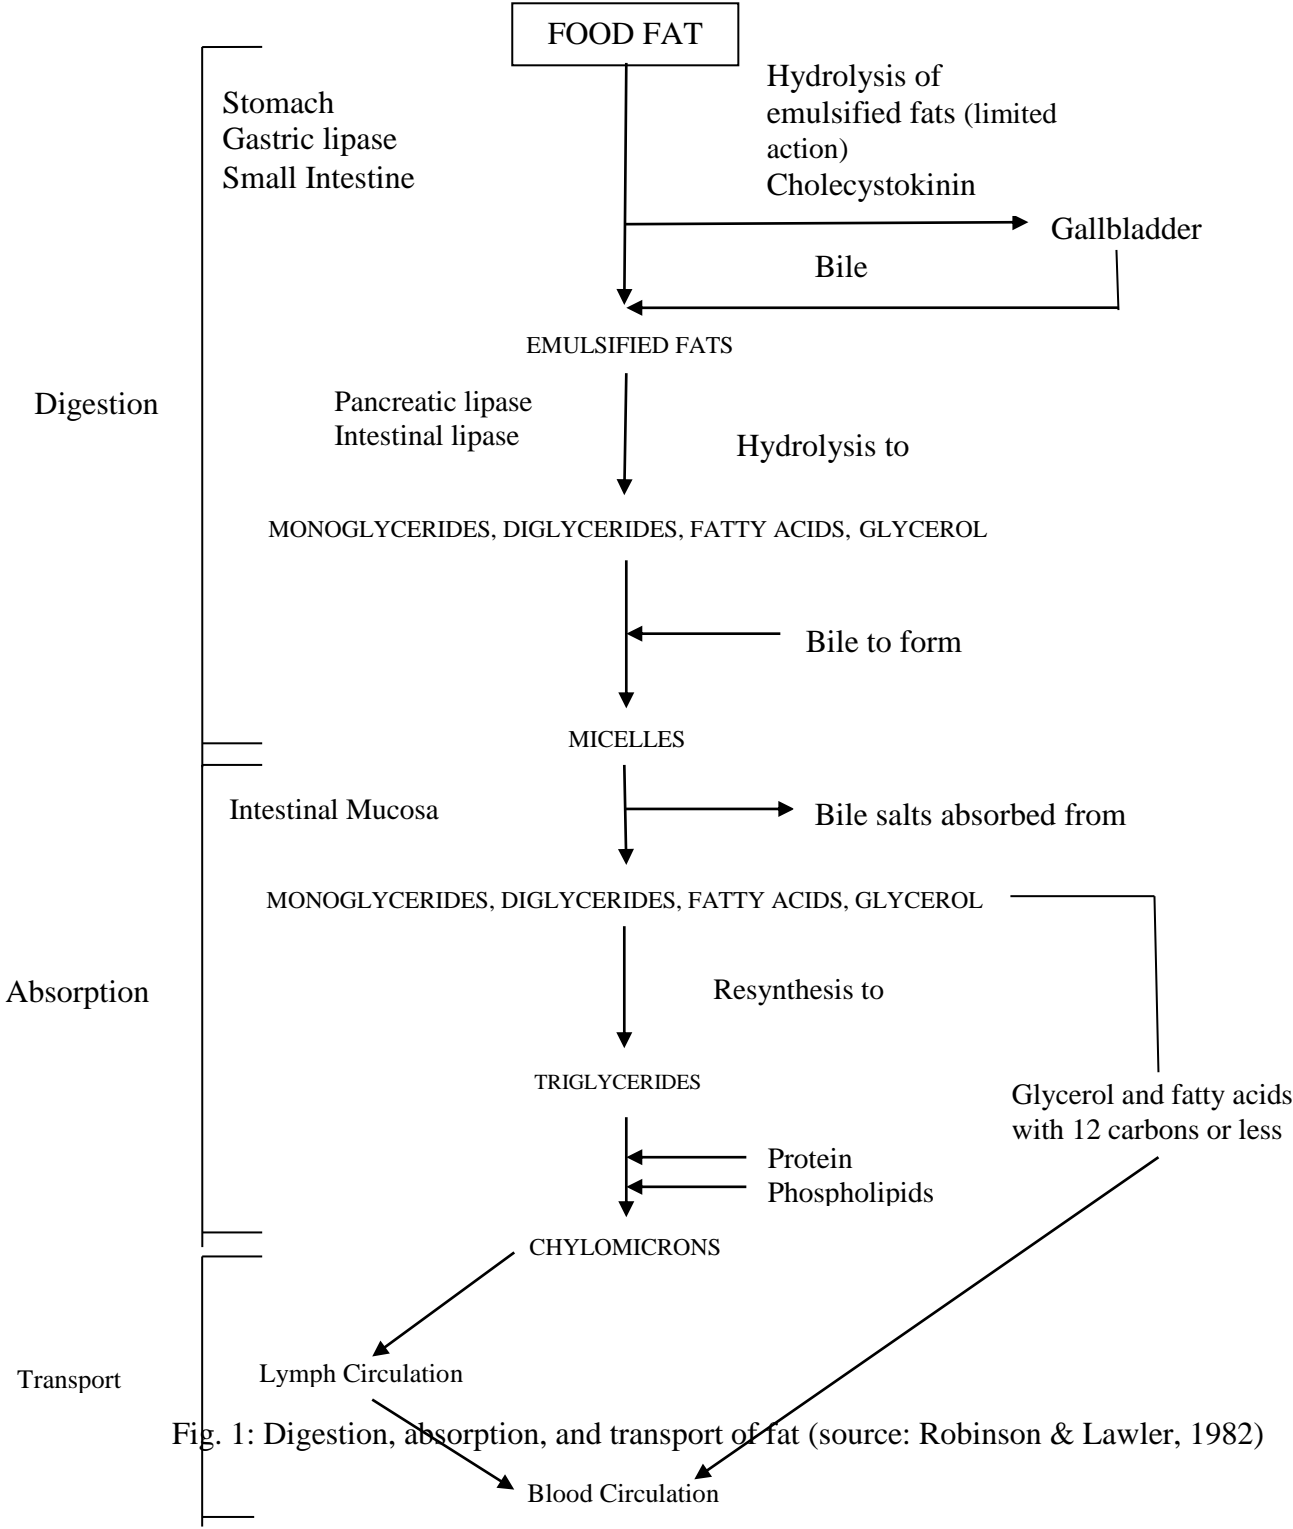 FOOD FAT
Hydrolysis of
emulsified fats (limited
action)
Cholecystokinin
Stomach
Gastric lipase
Small Intestine
Gallbladder
Bile
EMULSIFIED FATS
Digestion
Pancreatic lipase
Intestinal lipase
Hydrolysis to
MONOGLYCERIDES, DIGLYCERIDES, FATTY ACIDS, GLYCEROL
Bile to form
MICELLES
Intestinal Mucosa
Bile salts absorbed from
MONOGLYCERIDES, DIGLYCERIDES, FATTY ACIDS, GLYCEROL
Absorption
Resynthesis to
TRIGLYCERIDES
Glycerol and fatty acids
with 12 carbons or less
Protein
Phospholipids
CHYLOMICRONS
Transport
Lymph Circulation
Fig. 1: Digestion, absorption, and transport of fat (source: Robinson & Lawler, 1982)
Blood Circulation